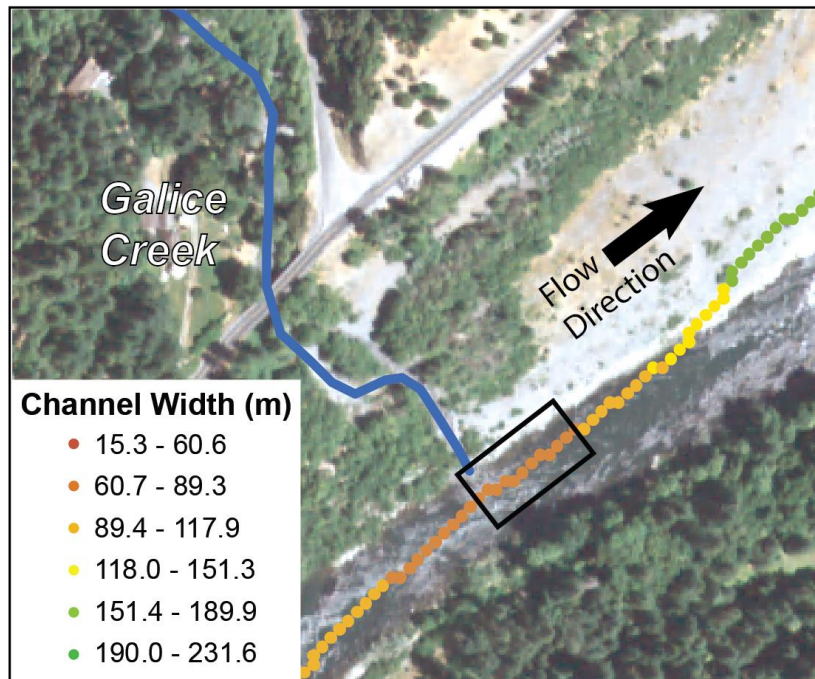 Galice
Creek
Flow
Direction
Channel Width (m)
15.3 - 60.6
60.7 - 89.3
89.4 - 117.9
118.0 - 151.3
151.4 - 189.9
190.0 - 231.6